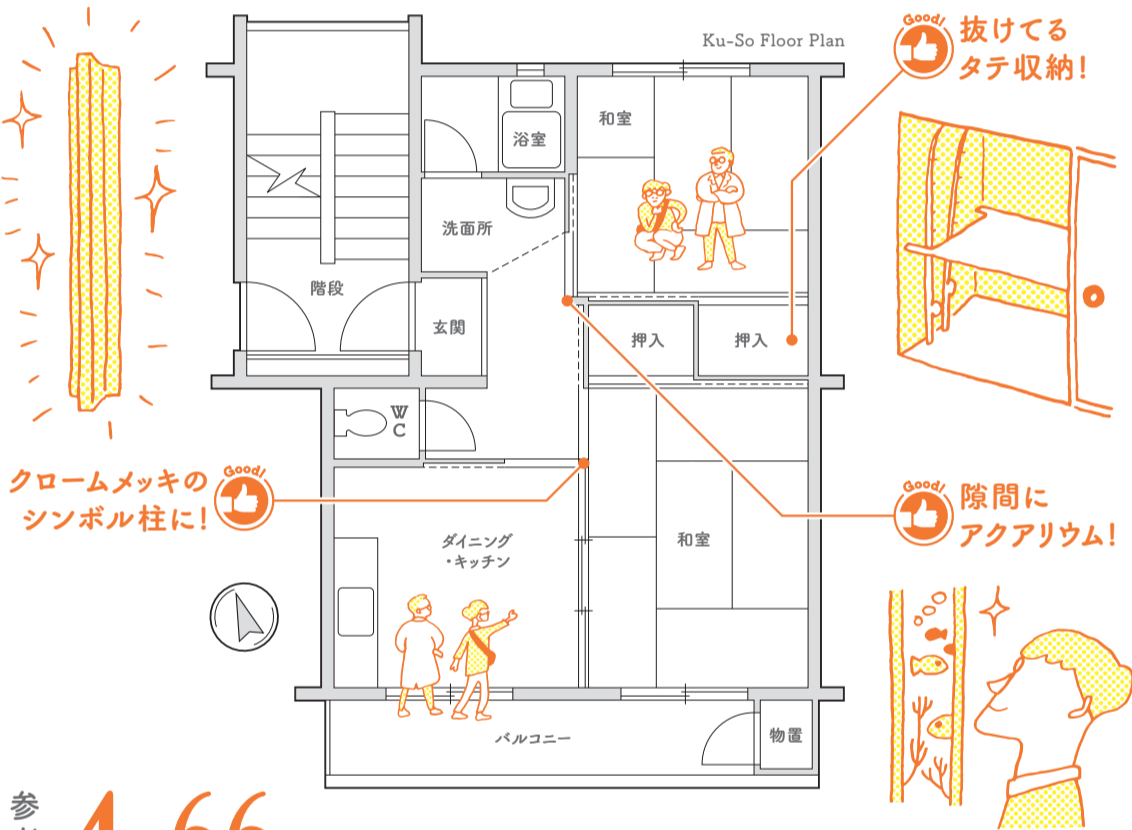 Ku-So Floor Plan
Good!
抜けてる
タテ収納!
浴室
和室
洗面所
階段
玄関
押入
押入
WC
クロームメッキの
シンボル柱に!
Good!
Good!
隙間に
アクアリウム!
ダイニング
・キッチン
和室
バルコニー
物置
参